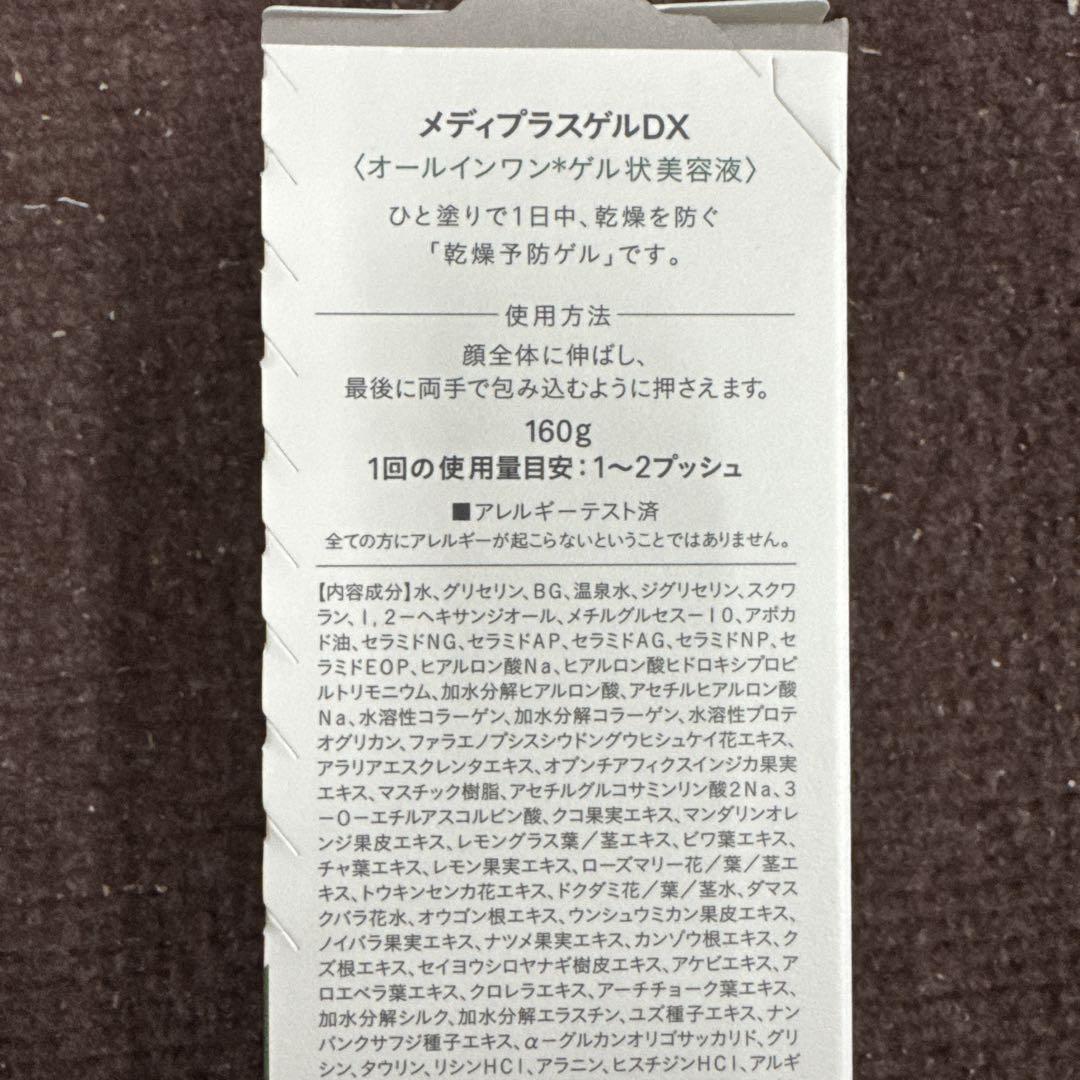 メディプラスゲルDX
〈オールインワン*ゲル状美容液〉
ひと塗りで1日中、乾燥を防ぐ
「乾燥予防ゲル」です。
使用方法
顔全体に伸ばし、
最後に両手で包み込むように押さえます。
160g
1回の使用量目安：1〜2プッシュ
■アレルギーテスト済
全ての方にアレルギーが起こらないということではありません。
【内容成分】水、グリセリン、BG、温泉水、ジグリセリン、スクワ
ラン、1,2-ヘキサンジオール、メチルグルセス-10、アボカ
ド油、セラミドNG、セラミドAP、セラミドAG、セラミドNP、セ
ラミドEOP、ヒアルロン酸Na、ヒアルロン酸ヒドロキシプロピ
ルトリモニウム、加水分解ヒアルロン酸、アセチルヒアルロン酸
Na、水溶性コラーゲン、加水分解コラーゲン、水溶性プロテ
オグリカン、ファラエノプシスシウドングウヒシュケイ花エキス、
アラリアエスクレンタエキス、オプンチアフィクスインジカ果実
エキス、マスチック樹脂、アセチルグルコサミンリン酸2Na、3
-O-エチルアスコルビン酸、クコ果実エキス、マンダリンオレ
ンジ果皮エキス、レモングラス葉／茎エキス、ビワ葉エキス、
チャ葉エキス、レモン果実エキス、ローズマリー花／葉／茎エ
キス、トウキンセンカ花エキス、ドクダミ花／葉／茎水、ダマス
クバラ花水、オウゴン根エキス、ウンシュウミカン果皮エキス、
ノイバラ果実エキス、ナツメ果実エキス、カンゾウ根エキス、ク
ズ根エキス、セイヨウシロヤナギ樹皮エキス、アケビエキス、ア
ロエベラ葉エキス、クロレラエキス、アーチチョーク葉エキス、
加水分解シルク、加水分解エラスチン、ユズ種子エキス、ナン
バンクサフジ種子エキス、α-グルカンオリゴサッカリド、グリ
シン、タウリン、リシンHCl、アラニン、ヒスチジンHCl、アルギ